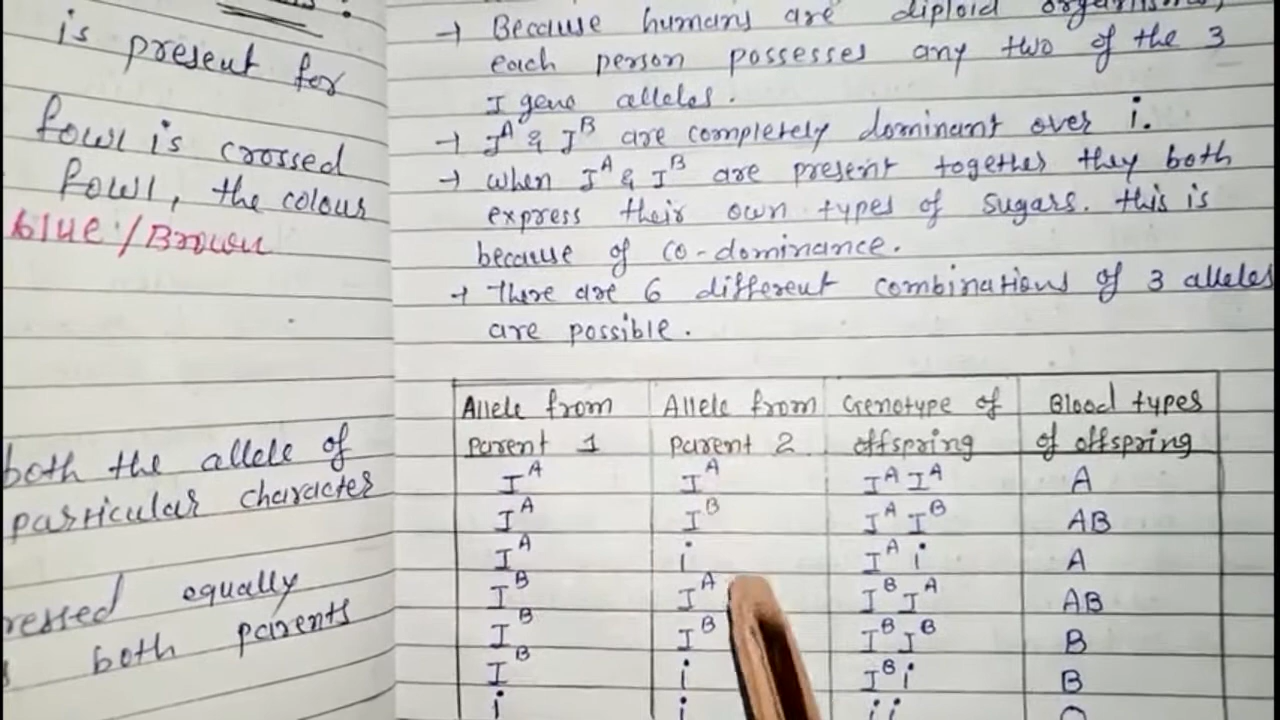 is present for
fowl is crossed
fowl, the colour
blue/Brown
both the allele of
particular character
equally
both parents
→ Because humans are diploid
each person possesses any two of the 3
I gene alleles.
→ I^A & I^B are completely dominant over i.
→ when I^A & I^B are present together they both
express their own types of sugars. this is
because of co-dominance.
→ There are 6 different combinations of 3 alleles
are possible.
Allele from parent 1 | Allele from parent 2 | Genotype of offspring | Blood types of offspring
I^A | I^A | I^A I^A | A
I^A | I^B | I^A I^B | AB
I^A | i | I^A i | A
I^B | I^A | I^B I^A | AB
I^B | I^B | I^B I^B | B
I^B | i | I^B i | B
i | i | ii